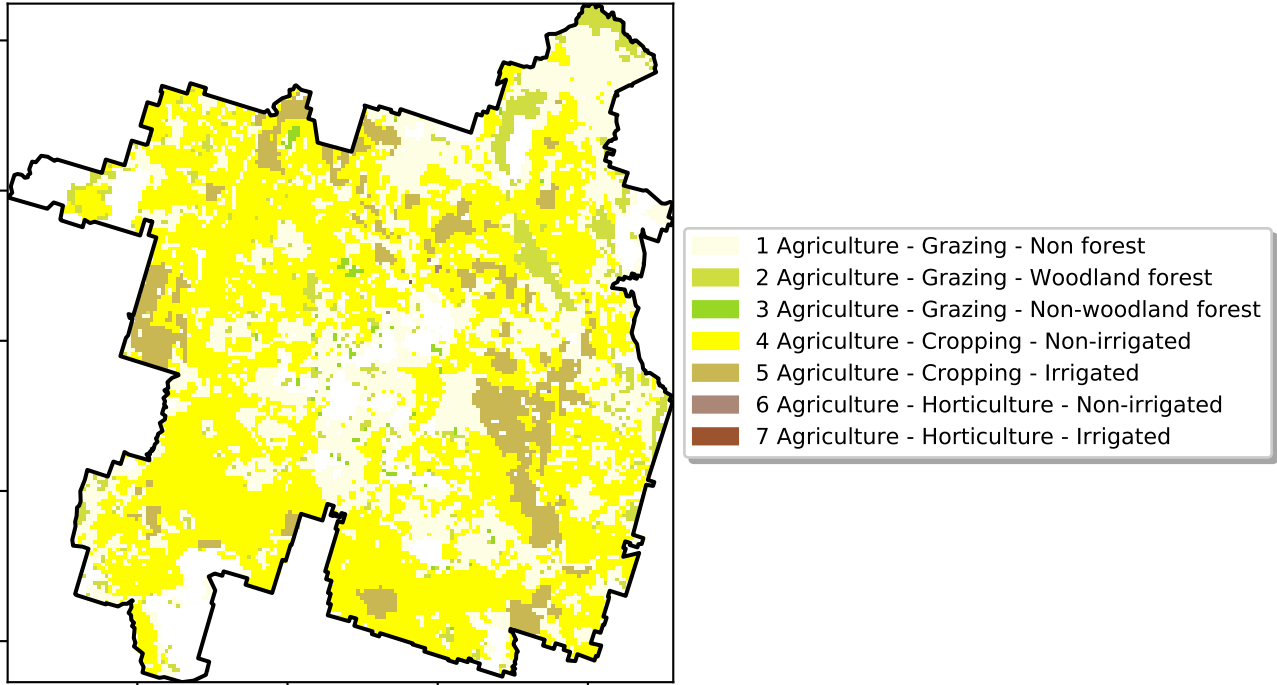 1 Agriculture - Grazing - Non forest
2 Agriculture - Grazing - Woodland forest
3 Agriculture - Grazing - Non-woodland forest
4 Agriculture - Cropping - Non-irrigated
5 Agriculture - Cropping - Irrigated
6 Agriculture - Horticulture - Non-irrigated
7 Agriculture - Horticulture - Irrigated